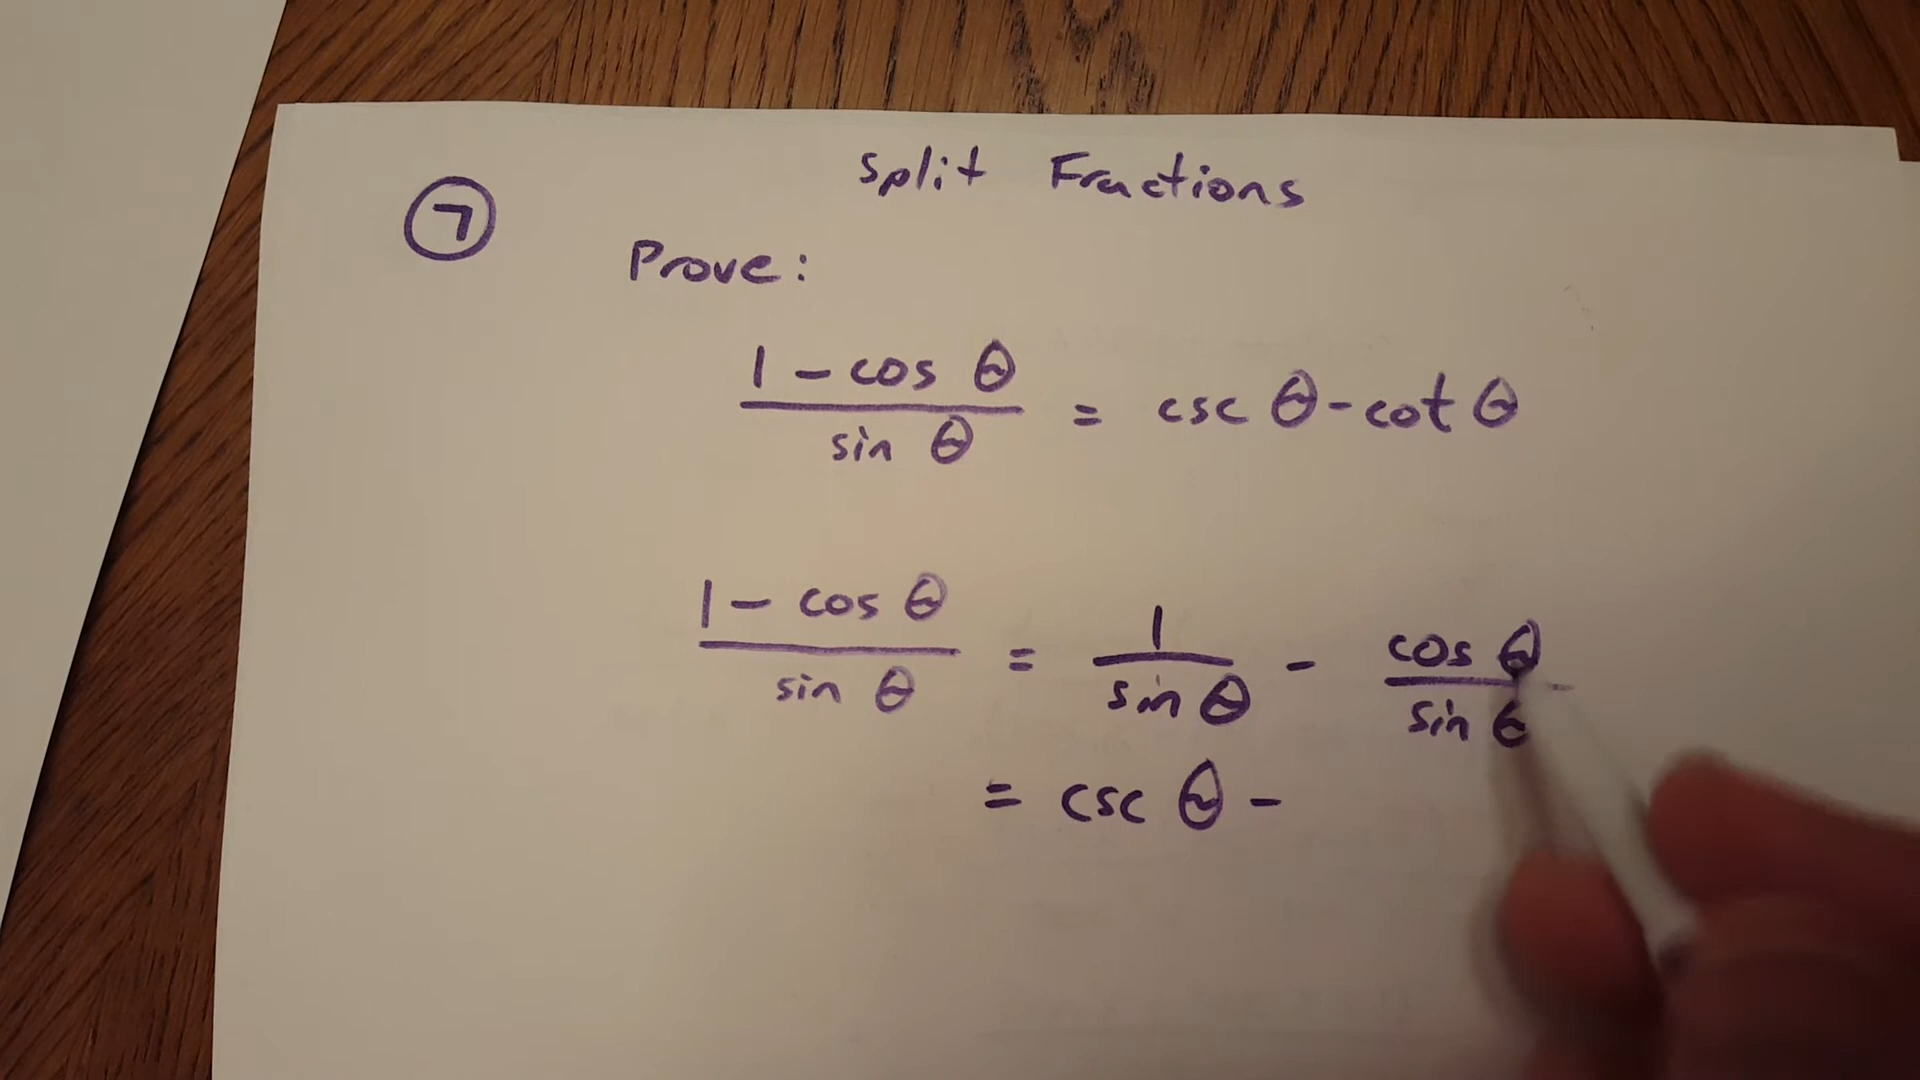 Split Fractions
7
Prove:
1 - cos θ / sin θ = csc θ - cot θ
1 - cos θ / sin θ = 1 / sin θ - cos θ / sin θ
= csc θ -